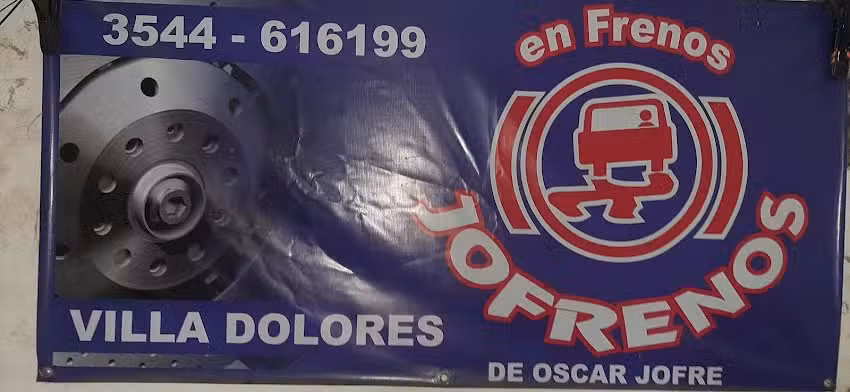 3544 - 616199
VILLA DOLORES
en Frenos
JOFRENOS
DE OSCAR JOFRE